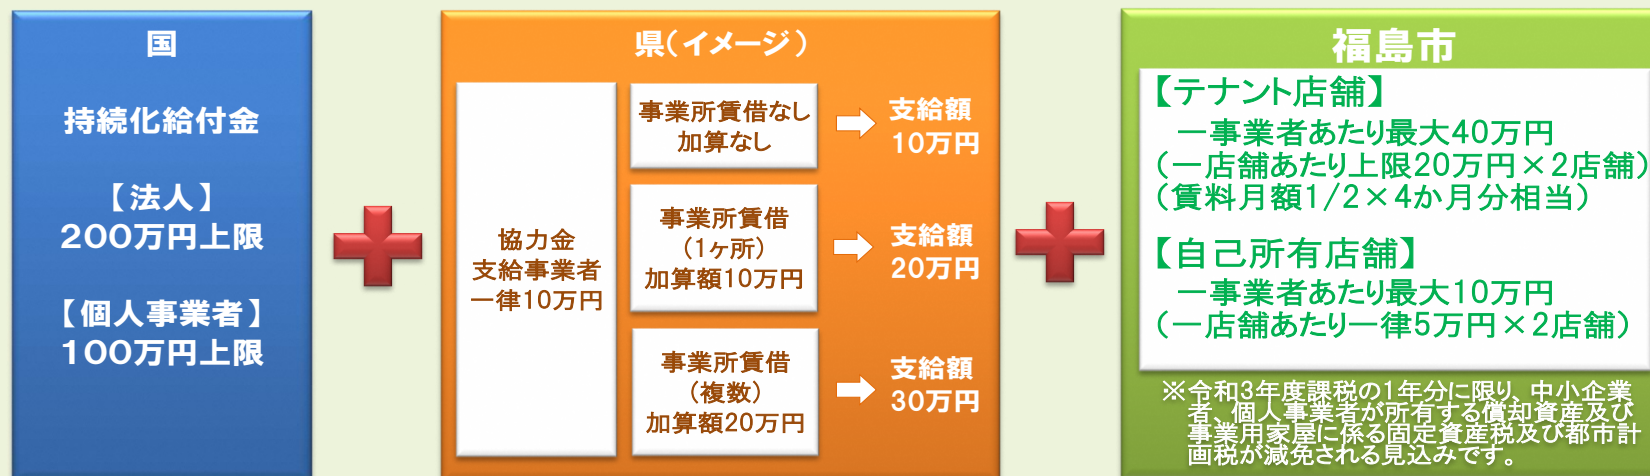 国
持続化給付金
【法人】
200万円上限
【個人事業者】
100万円上限
県(イメージ)
協力金
支給事業者
一律10万円
事業所賃借なし
加算なし
支給額
10万円
事業所賃借
(1ヶ所)
加算額10万円
支給額
20万円
事業所賃借
(複数)
加算額20万円
支給額
30万円
福島市
【テナント店舗】
一事業者あたり最大40万円
(一店舗あたり上限20万円×2店舗)
(賃料月額1/2×4か月分相当)
【自己所有店舗】
一事業者あたり最大10万円
(一店舗あたり一律5万円×2店舗)
※令和3年度課税の1年分に限り、中小企業
者、個人事業者が所有する償却資産及び
事業用家屋に係る固定資産税及び都市計
画税が減免される見込みです。